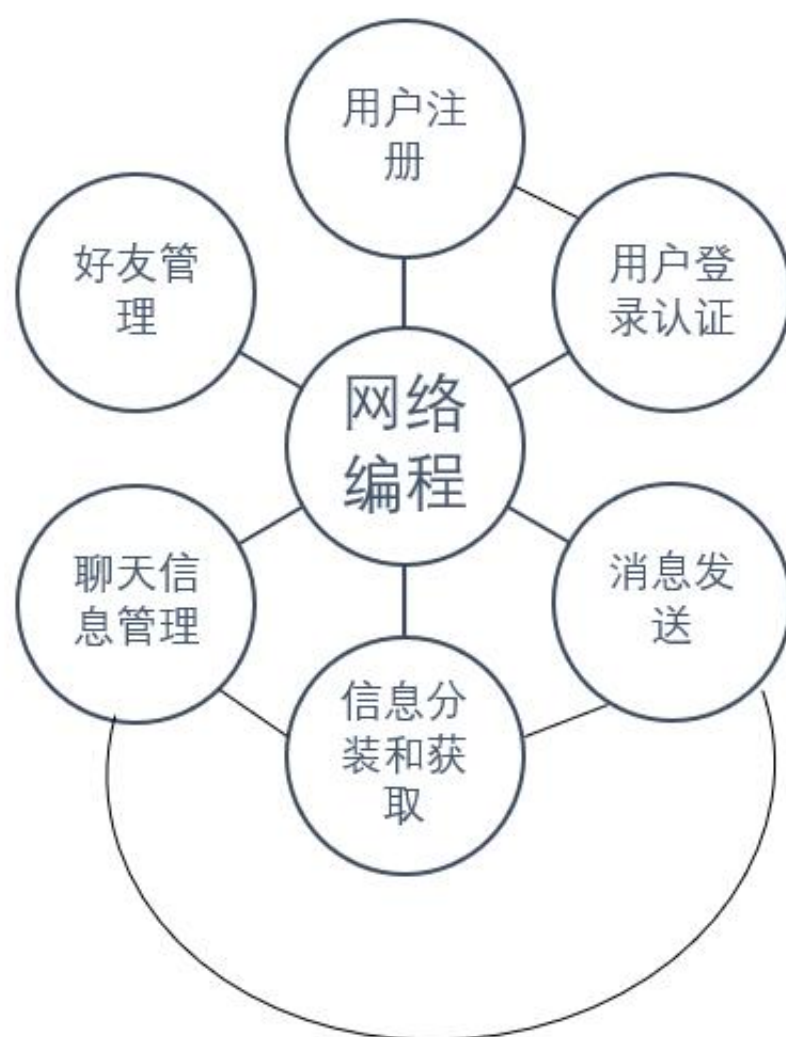 用户注
册
用户登
录认证
好友管
理
网络
编程
聊天信
息管理
消息发
送
信息分
装和获
取